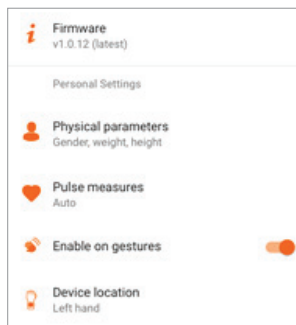 Firmware
v1.0.12 (latest)
Personal Settings
Physical parameters
Gender, weight, height
Pulse measures
Auto
Enable on gestures
Device location
Left hand